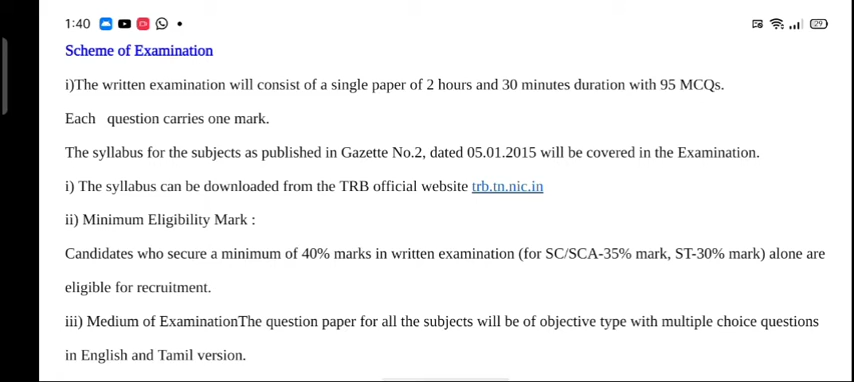 1:40 29
Scheme of Examination
i)The written examination will consist of a single paper of 2 hours and 30 minutes duration with 95 MCQs.
Each question carries one mark.
The syllabus for the subjects as published in Gazette No.2, dated 05.01.2015 will be covered in the Examination.
i) The syllabus can be downloaded from the TRB official website trb.tn.nic.in
ii) Minimum Eligibility Mark :
Candidates who secure a minimum of 40% marks in written examination (for SC/SCA-35% mark, ST-30% mark) alone are
eligible for recruitment.
iii) Medium of ExaminationThe question paper for all the subjects will be of objective type with multiple choice questions
in English and Tamil version.